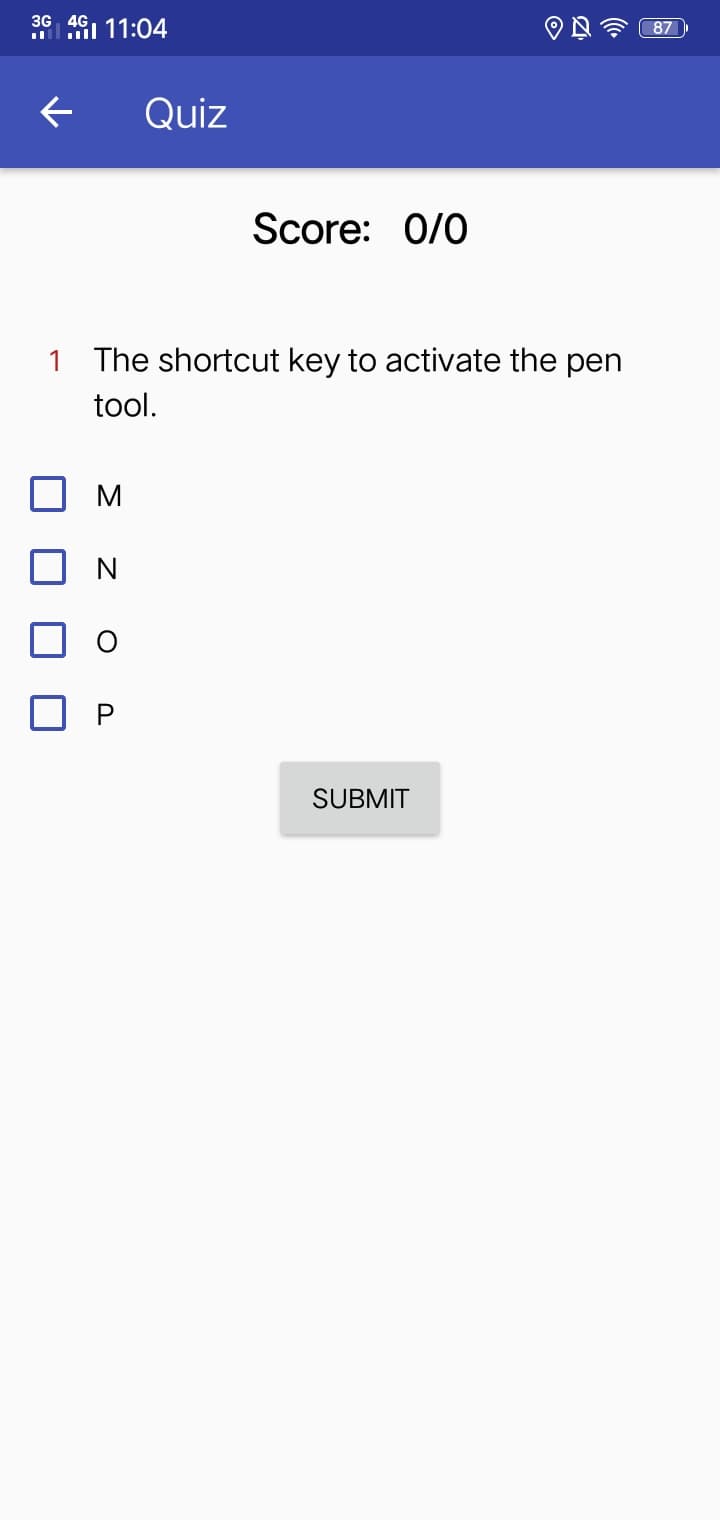 3G 4G 11:04 87
Quiz
Score: 0/0
1 The shortcut key to activate the pen
tool.
M
N
O
P
SUBMIT